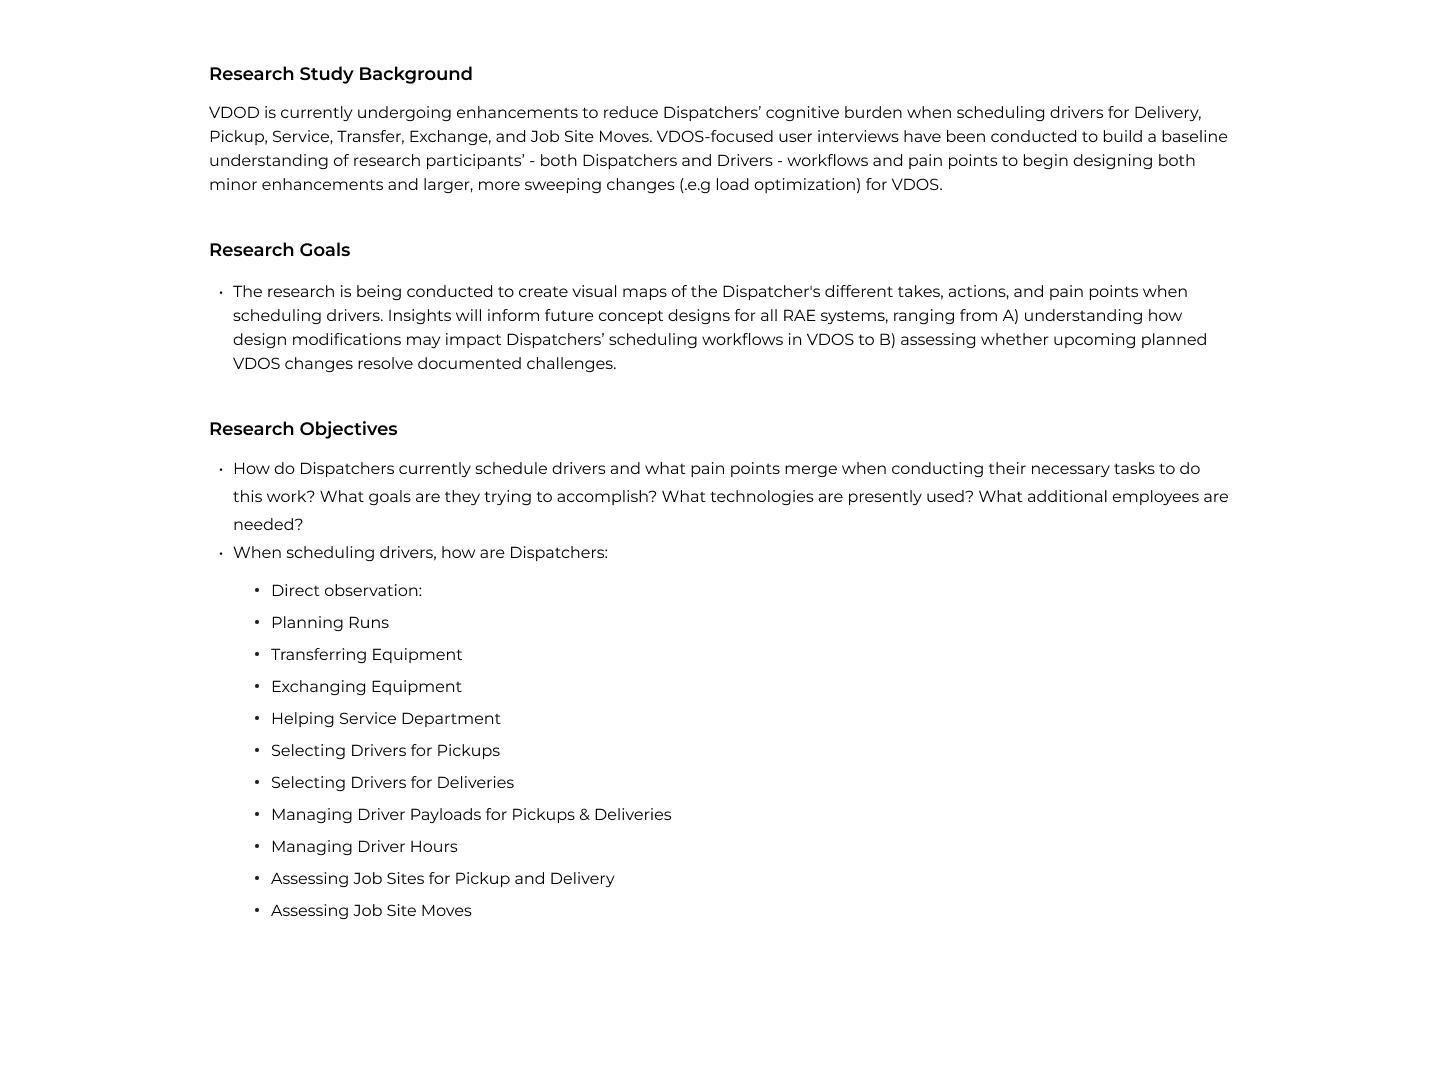 Research Study Background
VDOD is currently undergoing enhancements to reduce Dispatchers’ cognitive burden when scheduling drivers for Delivery,
Pickup, Service, Transfer, Exchange, and Job Site Moves. VDOS-focused user interviews have been conducted to build a baseline
understanding of research participants’ - both Dispatchers and Drivers - workflows and pain points to begin designing both
minor enhancements and larger, more sweeping changes (.e.g load optimization) for VDOS.
Research Goals
• The research is being conducted to create visual maps of the Dispatcher's different takes, actions, and pain points when
scheduling drivers. Insights will inform future concept designs for all RAE systems, ranging from A) understanding how
design modifications may impact Dispatchers’ scheduling workflows in VDOS to B) assessing whether upcoming planned
VDOS changes resolve documented challenges.
Research Objectives
• How do Dispatchers currently schedule drivers and what pain points merge when conducting their necessary tasks to do
this work? What goals are they trying to accomplish? What technologies are presently used? What additional employees are
needed?
• When scheduling drivers, how are Dispatchers:
• Direct observation:
• Planning Runs
• Transferring Equipment
• Exchanging Equipment
• Helping Service Department
• Selecting Drivers for Pickups
• Selecting Drivers for Deliveries
• Managing Driver Payloads for Pickups & Deliveries
• Managing Driver Hours
• Assessing Job Sites for Pickup and Delivery
• Assessing Job Site Moves